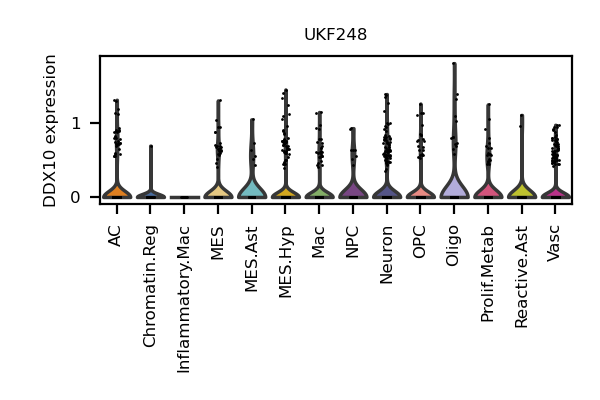 UKF248
DDX10 expression
1
0
AC
Chromatin.Reg
Inflammatory.Mac
MES
MES.Ast
MES.Hyp
Mac
NPC
Neuron
OPC
Oligo
Prolif.Metab
Reactive.Ast
Vasc